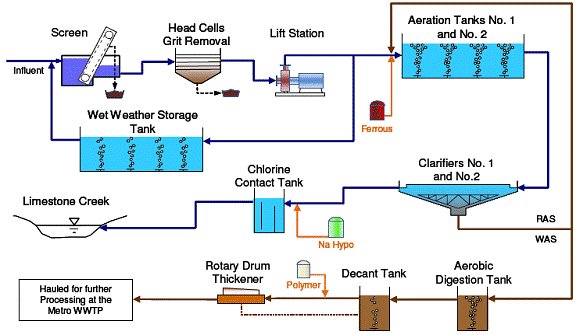 Screen
Head Cells
Grit Removal
Lift Station
Aeration Tanks No. 1
and No. 2
Influent
Ferrous
Wet Weather Storage
Tank
Chlorine
Contact Tank
Clarifiers No. 1
and No.2
Limestone Creek
Na Hypo
RAS
WAS
Rotary Drum
Thickener
Polymer
Decant Tank
Aerobic
Digestion Tank
Hauled for further
Processing at the
Metro WWTP